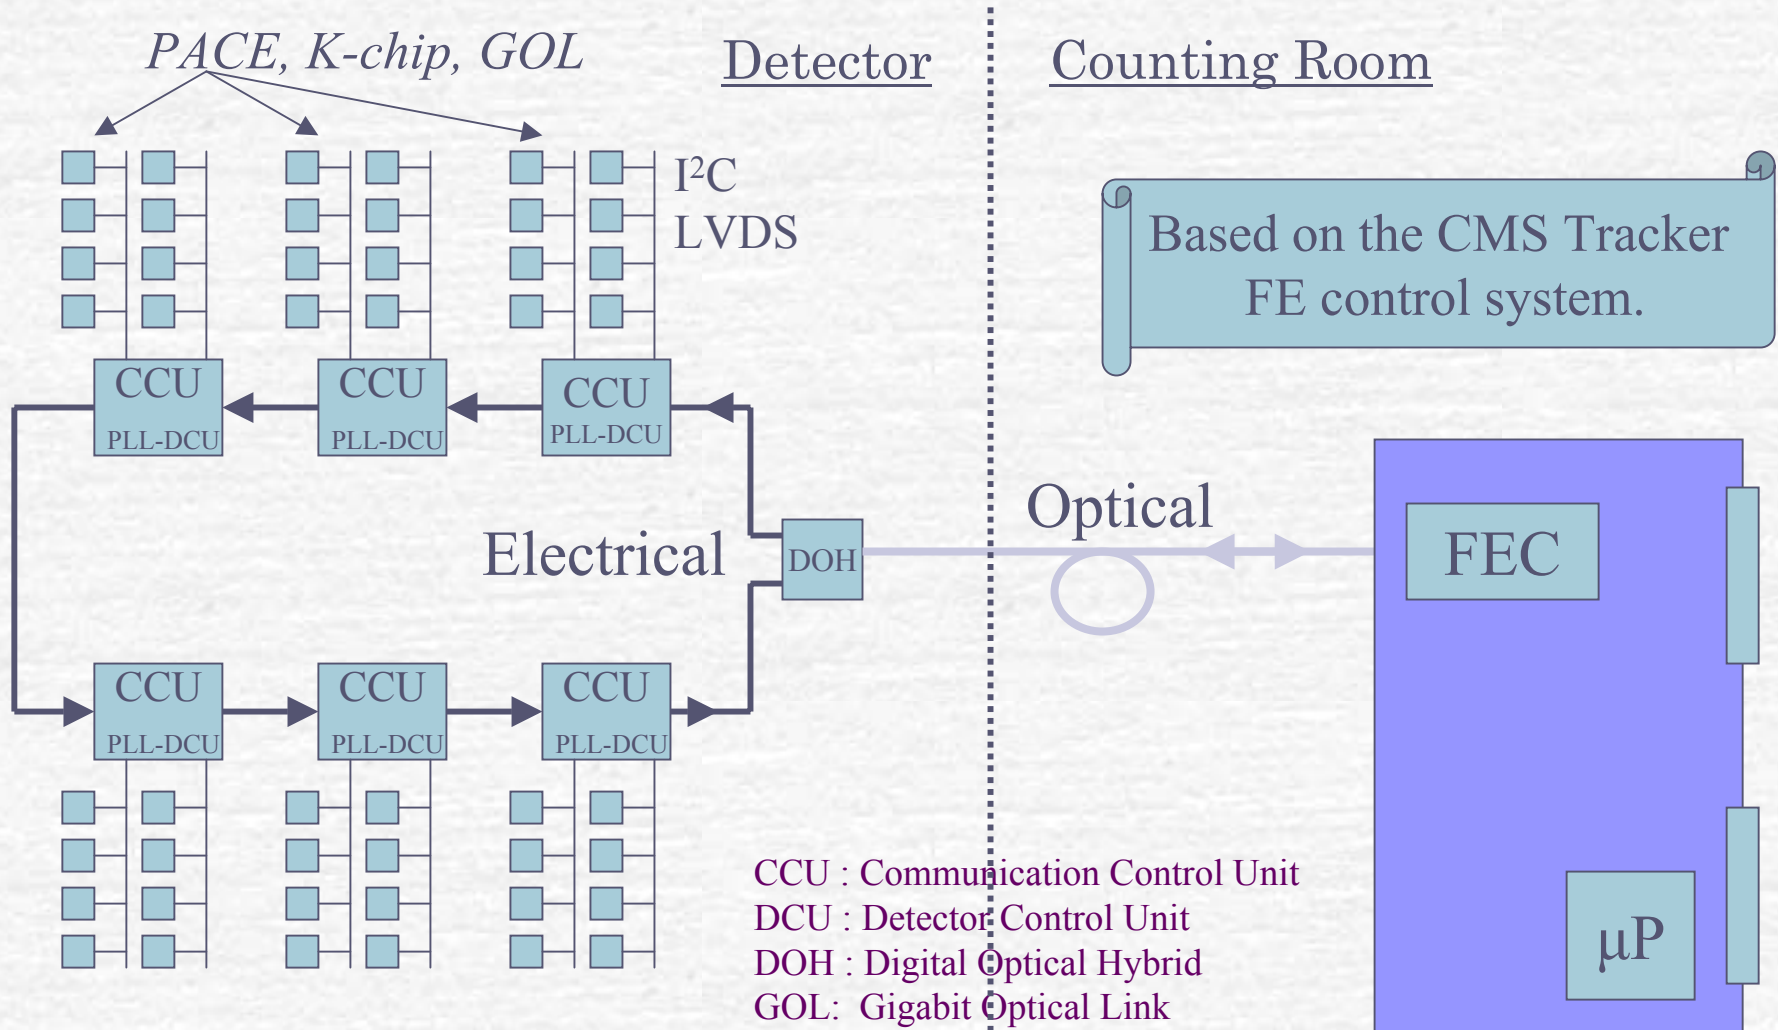 PACE, K-chip, GOL
Detector
Counting Room
I²C
LVDS
Based on the CMS Tracker
FE control system.
CCU
PLL-DCU
CCU
PLL-DCU
CCU
PLL-DCU
Electrical
DOH
Optical
FEC
CCU
PLL-DCU
CCU
PLL-DCU
CCU
PLL-DCU
CCU : Communication Control Unit
DCU : Detector Control Unit
DOH : Digital Optical Hybrid
GOL: Gigabit Optical Link
μP